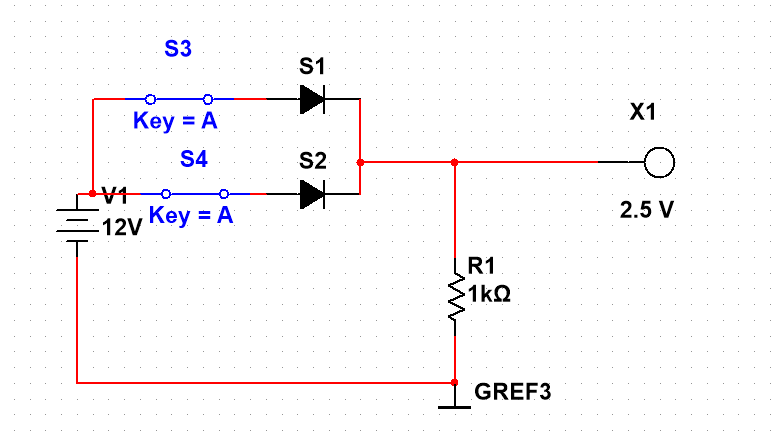 S3
S1
Key = A
X1
S4
S2
V1
Key = A
12V
2.5 V
R1
1kΩ
GREF3